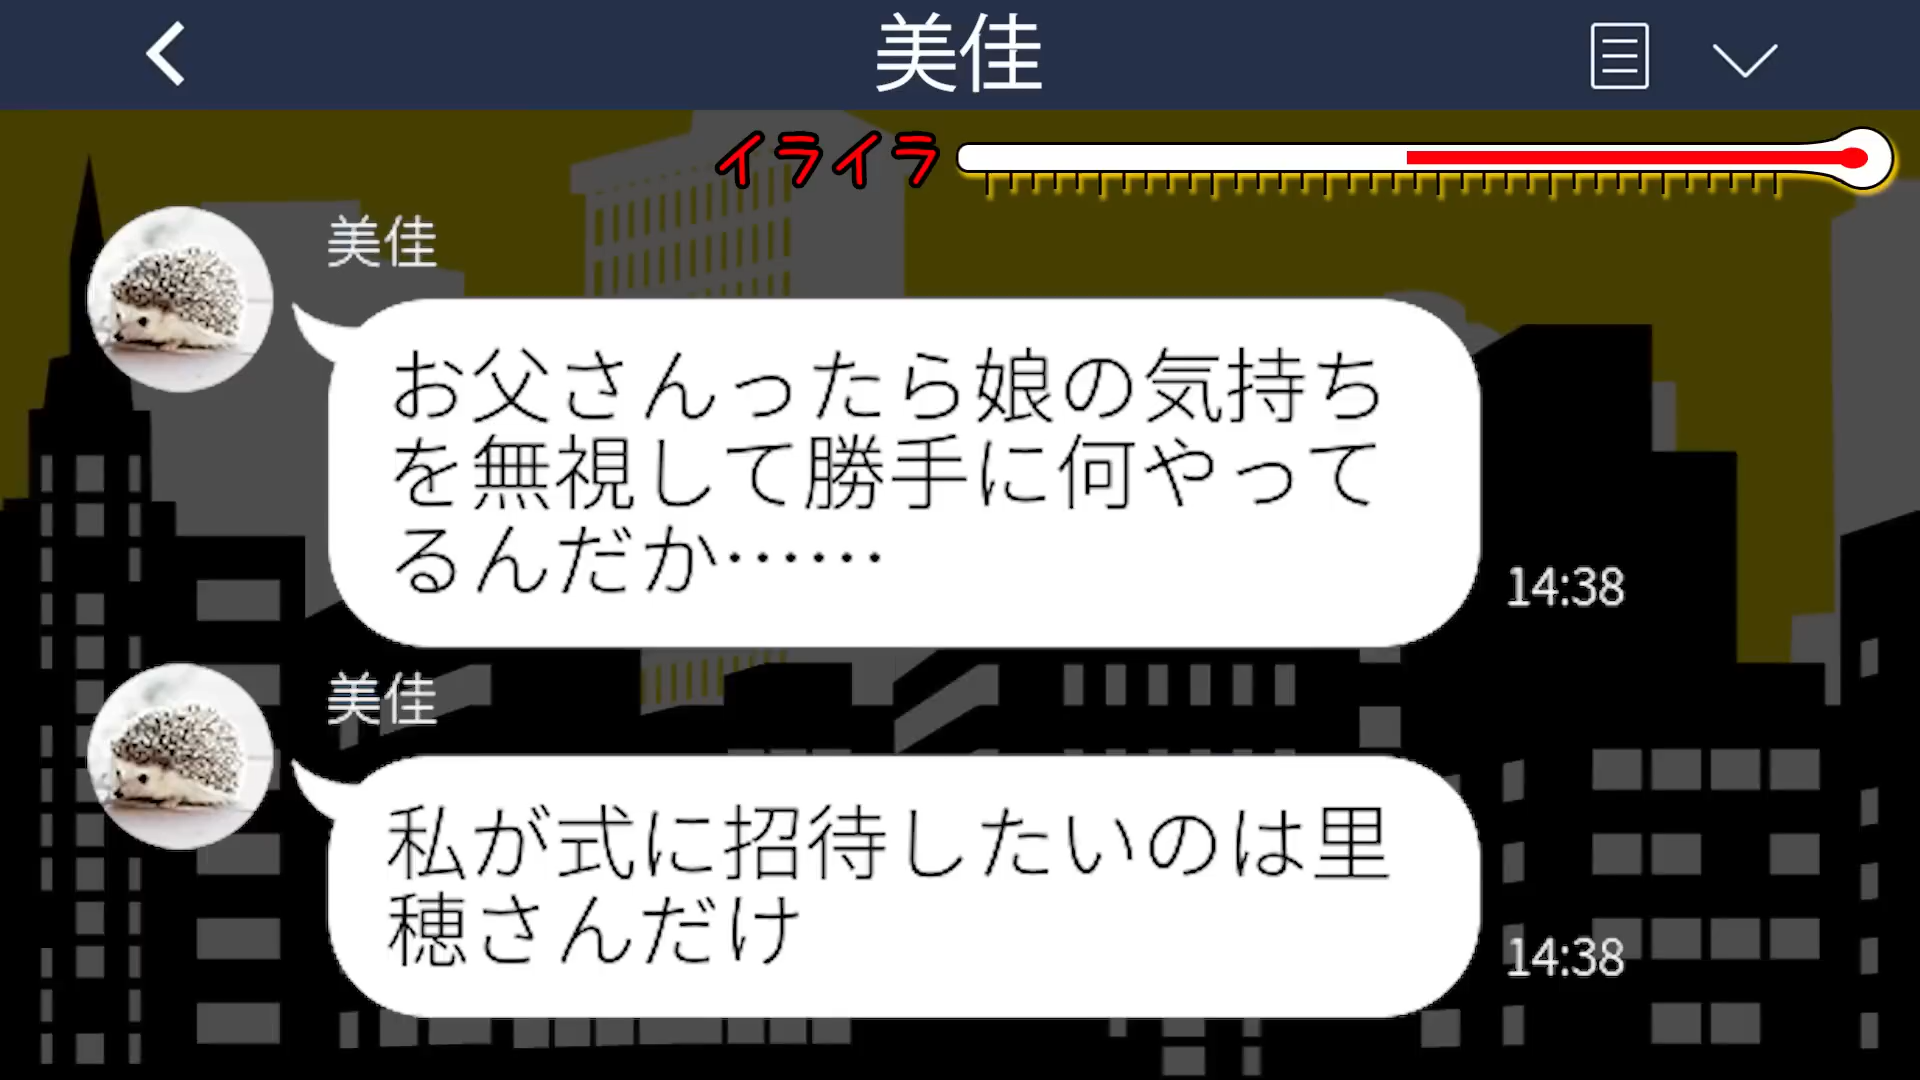 美佳
イライラ
美佳
お父さんったら娘の気持ち
を無視して勝手に何やって
るんだか……
14:38
美佳
私が式に招待したいのは里
穂さんだけ
14:38